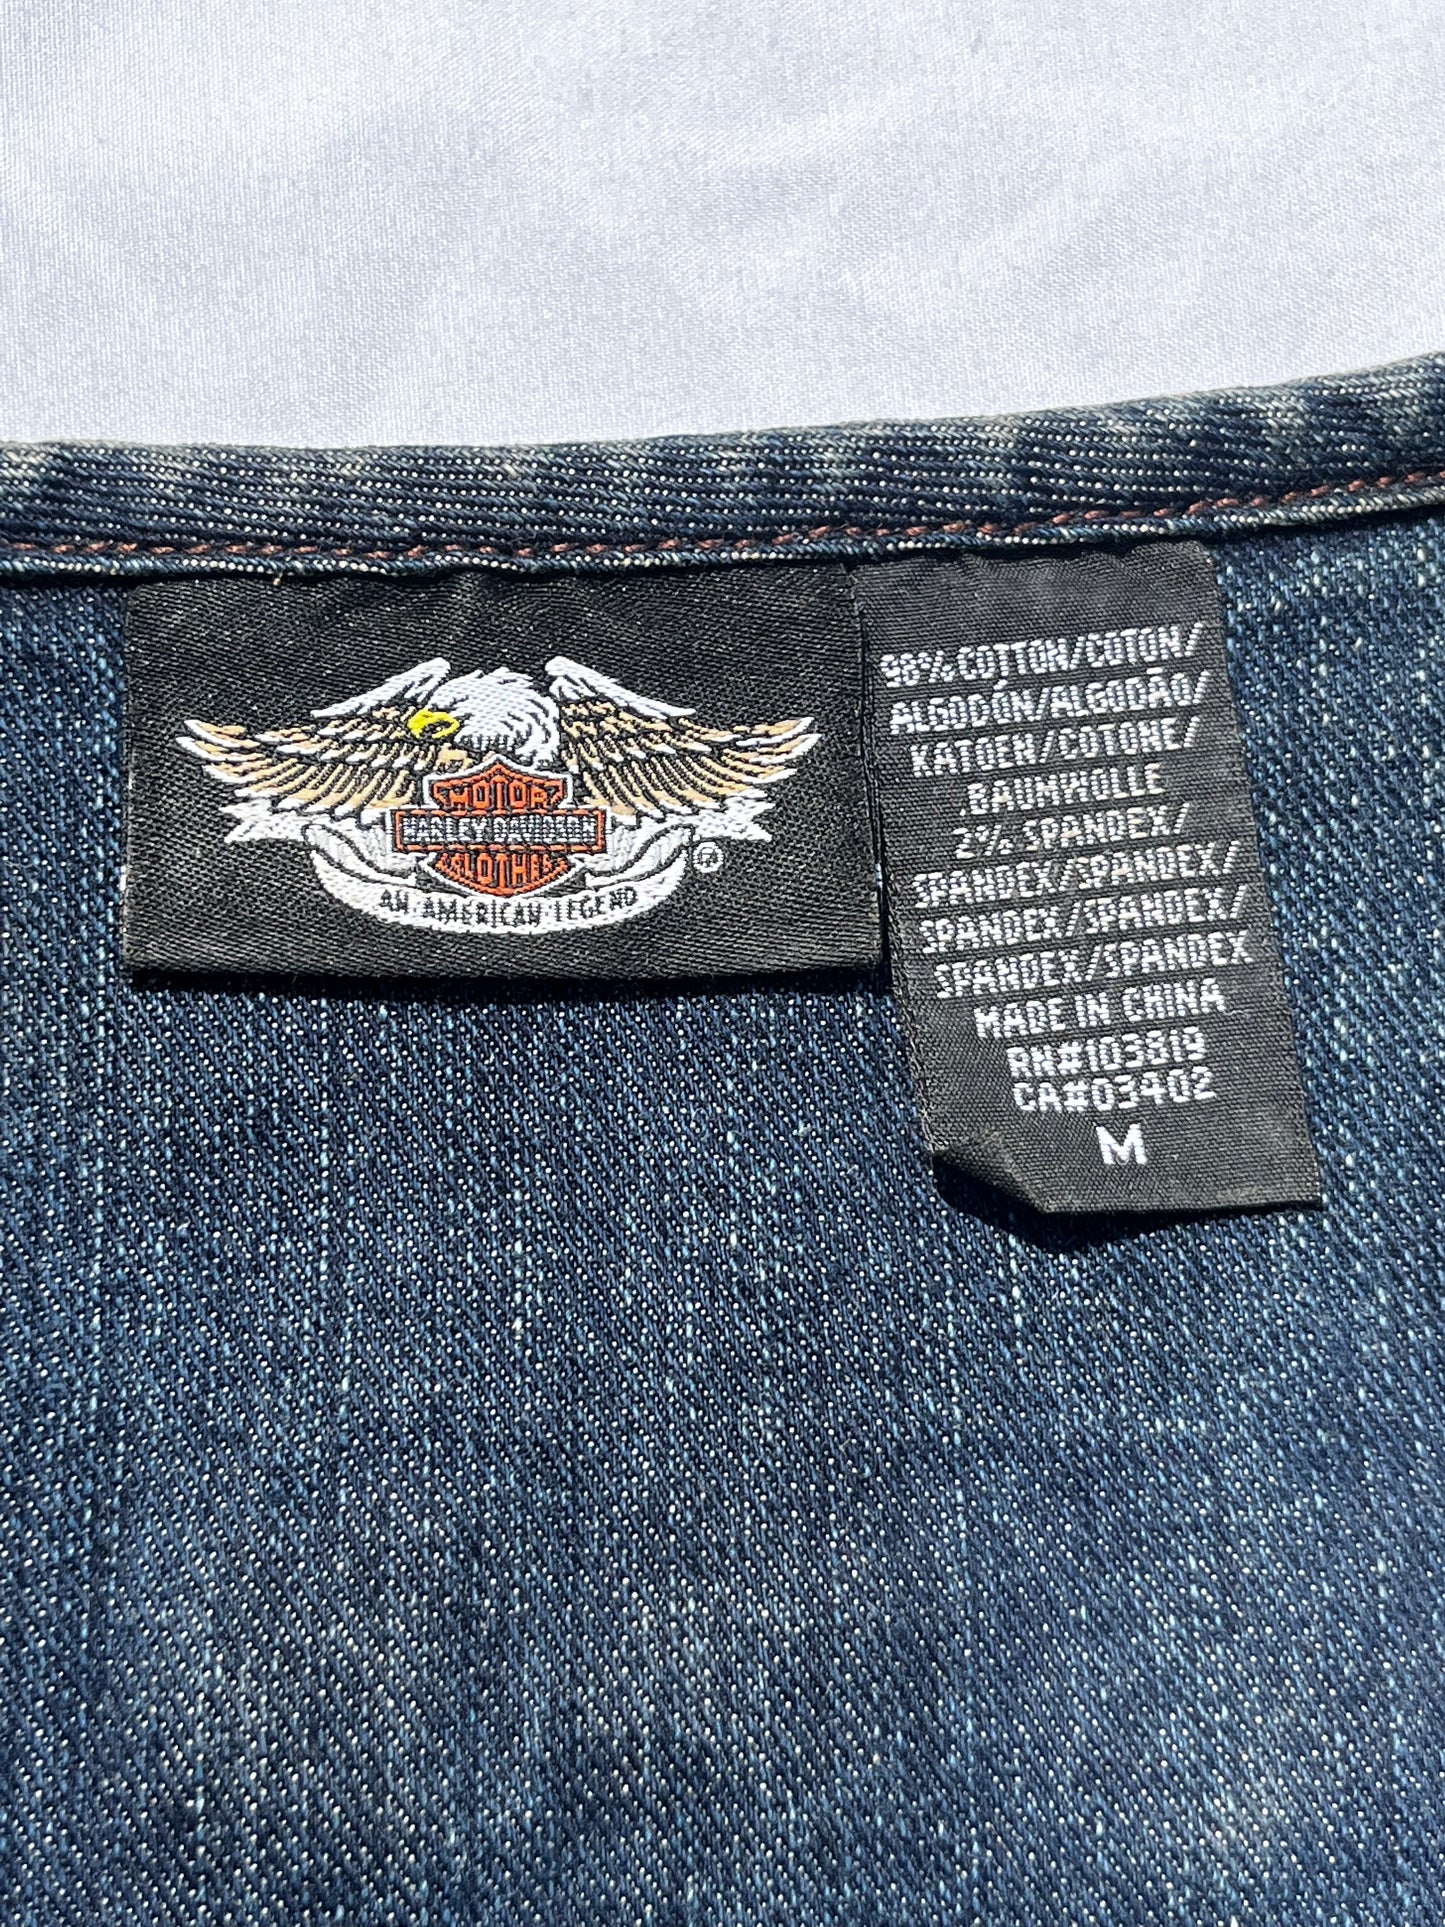 MOTOR
HARLEY-DAVIDSON
CLOTHES
AN AMERICAN LEGEND
®
98% COTTON/COTON/
ALGODÓN/ALGODÃO/
KATOEN/COTONE/
BAUMWOLLE
2% SPANDEX/
SPANDEX/SPANDEX/
SPANDEX/SPANDEX/
SPANDEX/SPANDEX
MADE IN CHINA
RN#103819
CA#03402
M